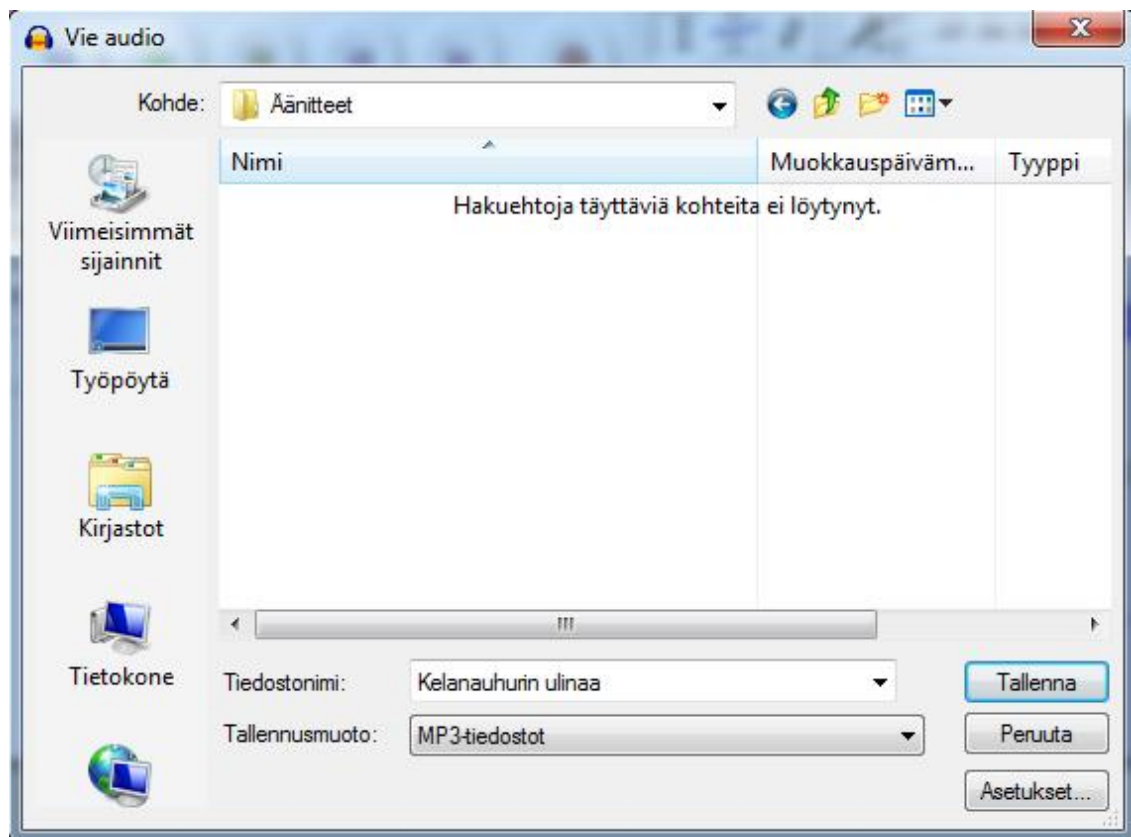 Vie audio
Kohde:
Äänitteet
Nimi
Muokkauspäiväm...
Tyyppi
Hakuehtoja täyttäviä kohteita ei löytynyt.
Viimeisimmät
sijainnit
Työpöytä
Kirjastot
Tietokone
Tiedostonimi:
Kelanauhurin ulinaa
Tallenna
Tallennusmuoto:
MP3-tiedostot
Peruuta
Asetukset...